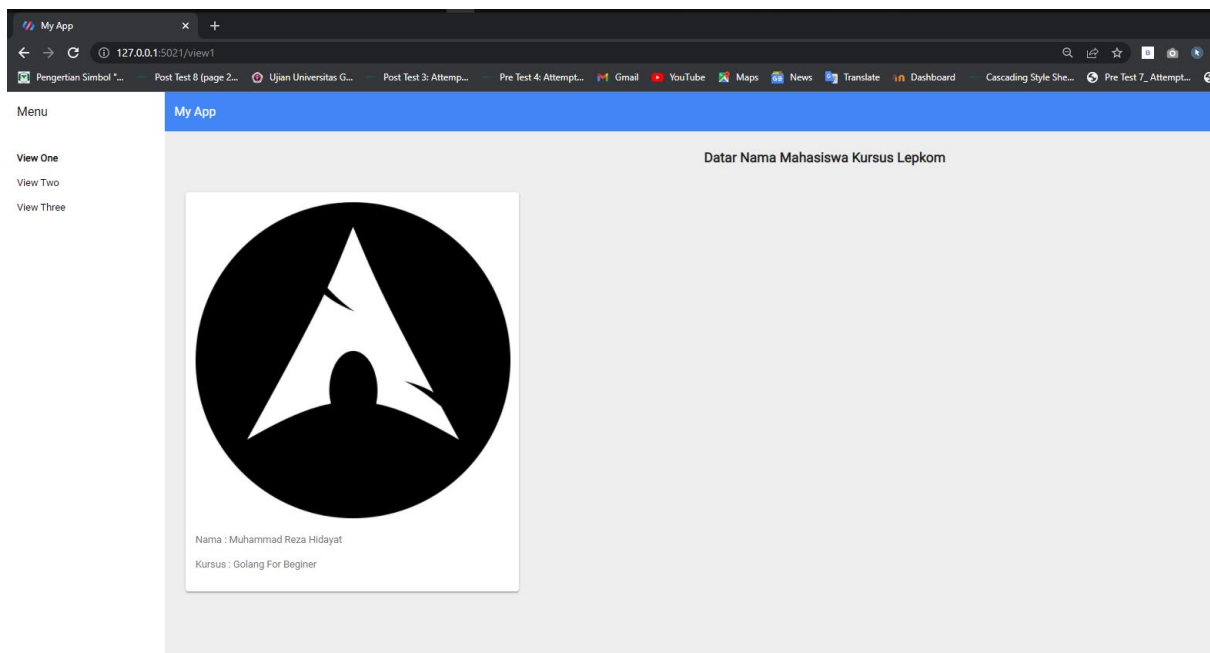 My App
127.0.0.1:5021/view1
Pengertian Simbol "... Post Test 8 (page 2... Ujian Universitas G... Post Test 3: Attemp... Pre Test 4: Attempt... Gmail YouTube Maps News Translate Dashboard Cascading Style She... Pre Test 7_ Attempt...
Menu
My App
View One
View Two
View Three
Datar Nama Mahasiswa Kursus Lepkom
Nama : Muhammad Reza Hidayat
Kursus : Golang For Beginer